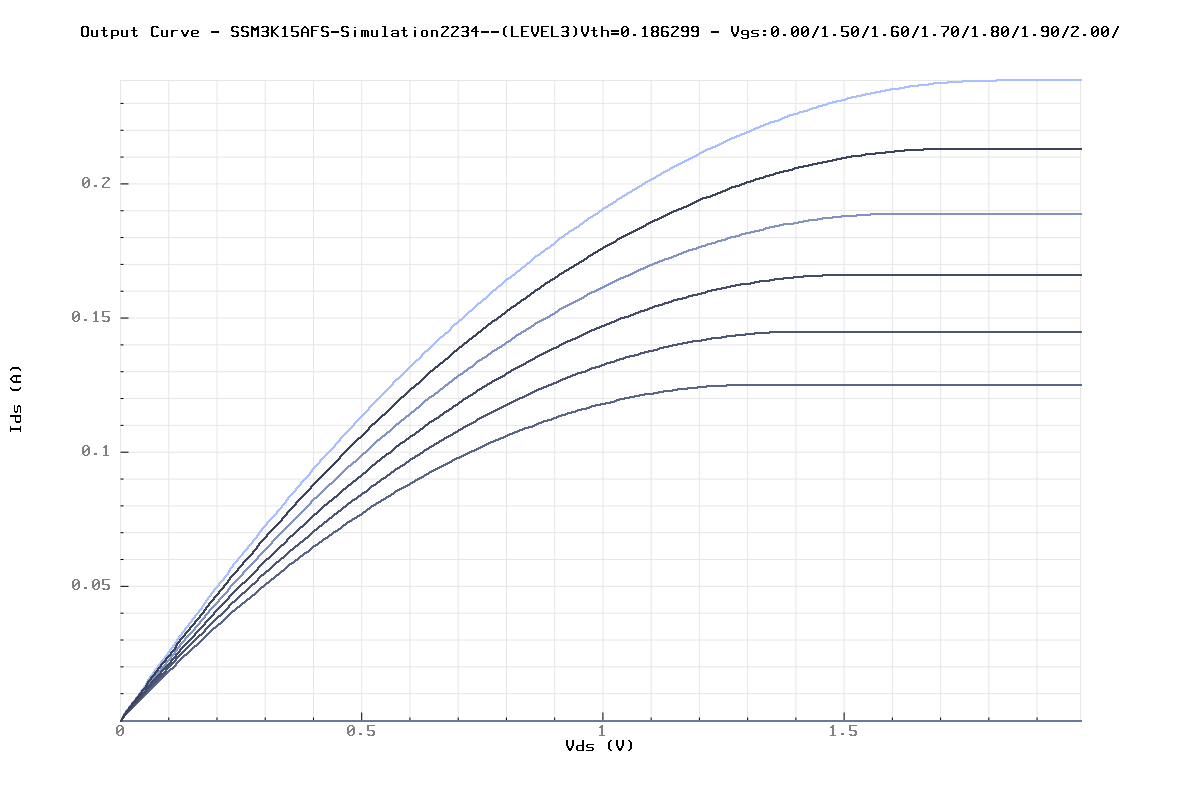 Output Curve - SSM3K15AFS-Simulation2234--(LEVEL3)Vth=0.186299 - Vgs:0.00/1.50/1.60/1.70/1.80/1.90/2.00/
0.2
0.15
Ids (A)
0.1
0.05
0 0.5 1 1.5
Vds (V)